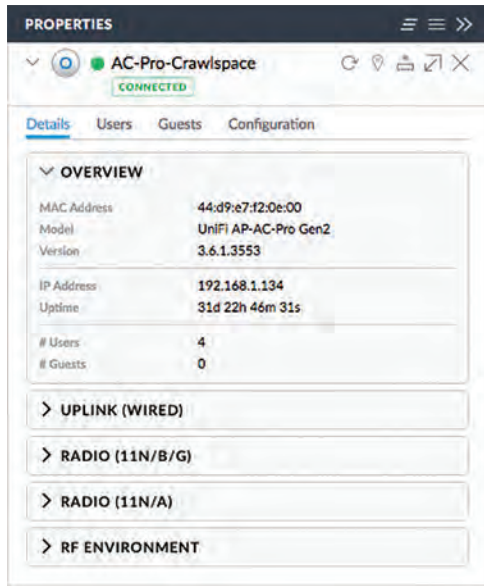 PROPERTIES
AC-Pro-Crawlspace
CONNECTED
Details Users Guests Configuration
OVERVIEW
MAC Address 44:d9:e7:f2:0e:00
Model UniFi AP-AC-Pro Gen2
Version 3.6.1.3553
IP Address 192.168.1.134
Uptime 31d 22h 46m 31s
# Users 4
# Guests 0
UPLINK (WIRED)
RADIO (11N/B/G)
RADIO (11N/A)
RF ENVIRONMENT